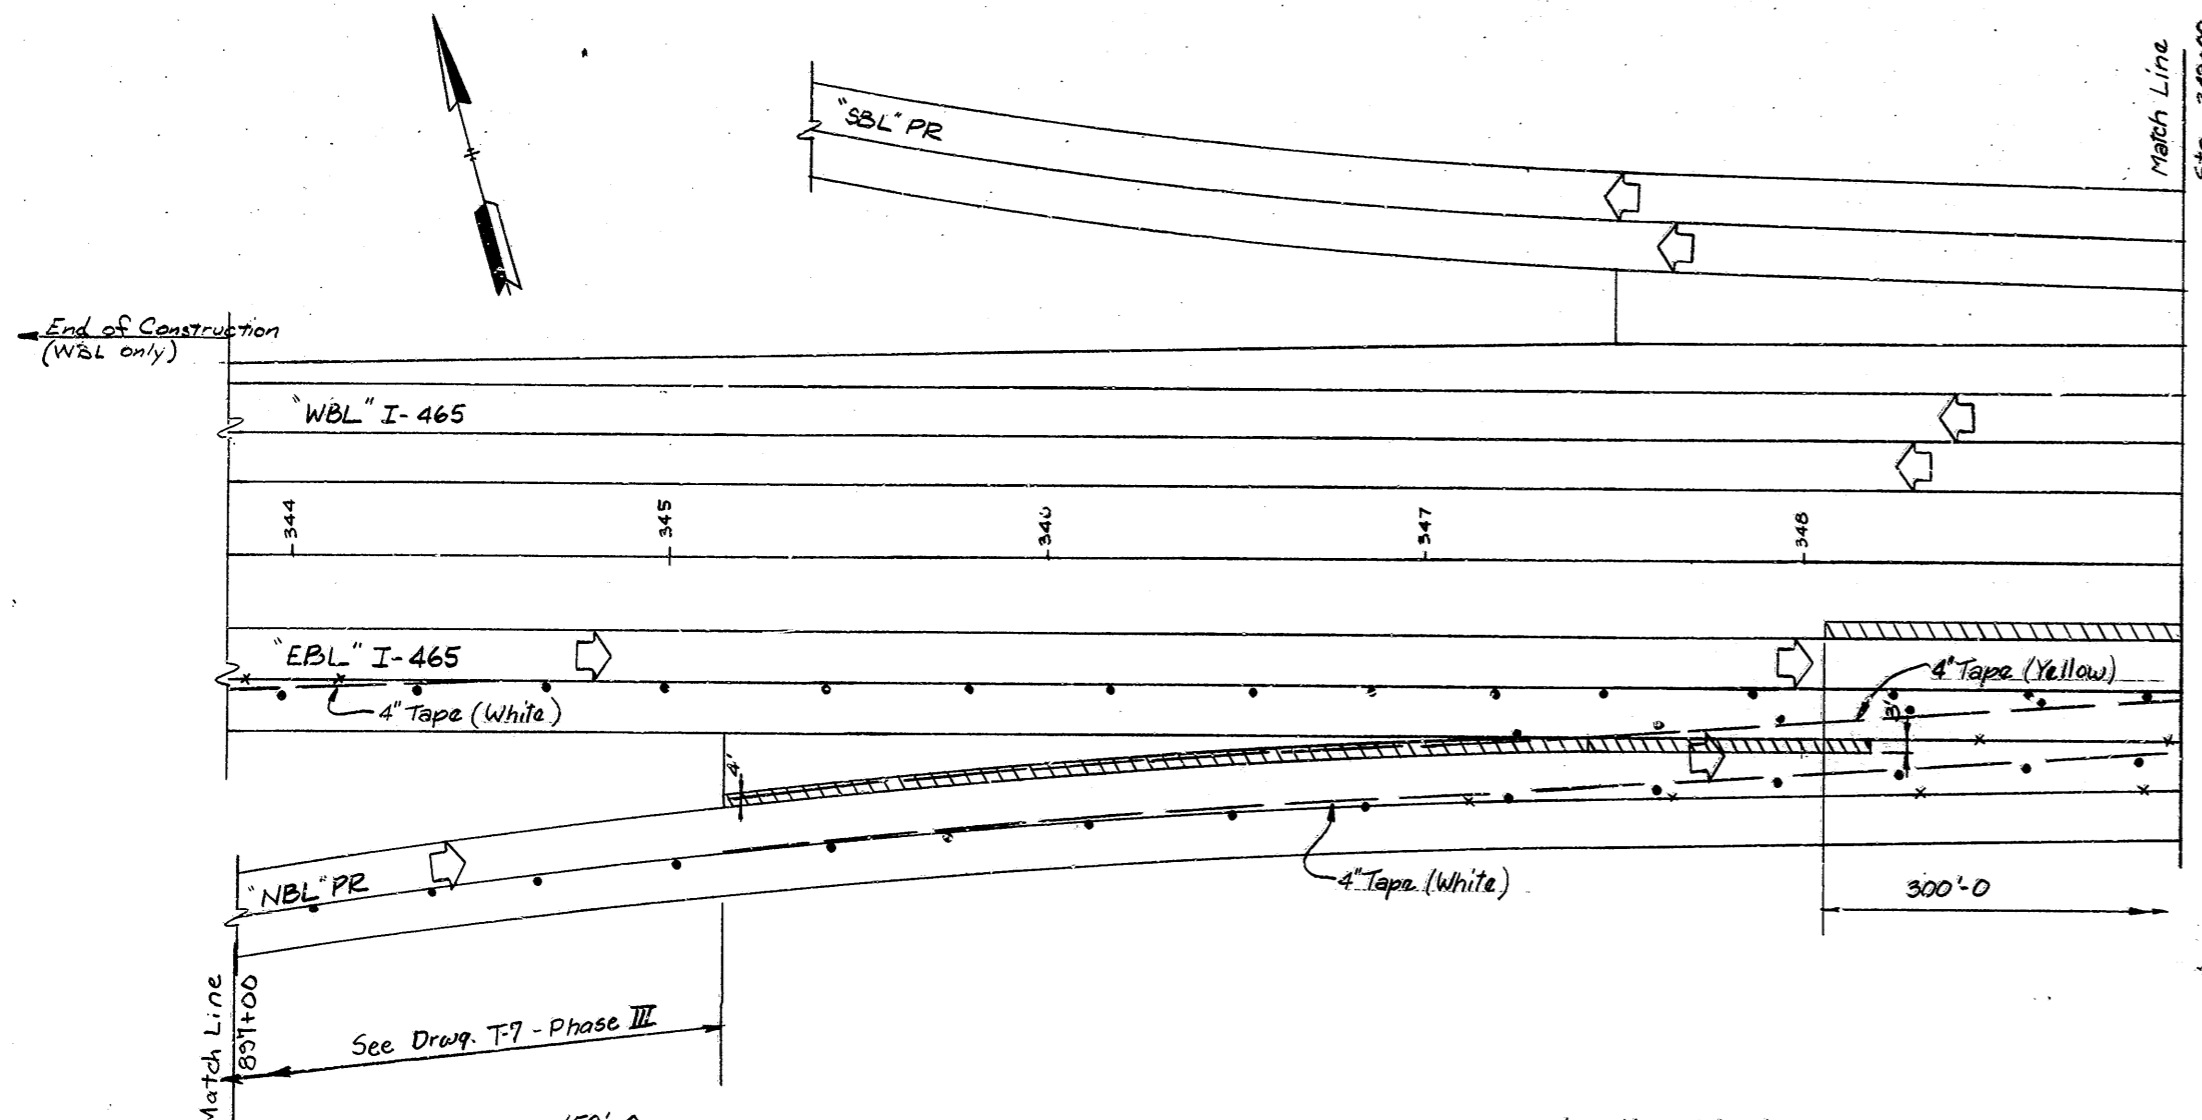 Match Line
"SBL" PR
End of Construction
(WBL only)
"WBL" I-465
344
345
346
347
348
"EBL" I-465
4" Tape (White)
4" Tape (Yellow)
3'
4'
4" Tape (White)
"NBL" PR
300'-0
Match Line
897+00
See Drwg. T-7 - Phase III